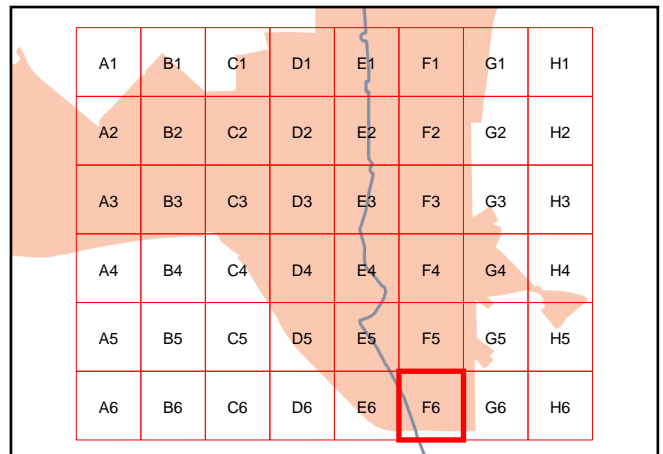 A1 B1 C1 D1 E1 F1 G1 H1
A2 B2 C2 D2 E2 F2 G2 H2
A3 B3 C3 D3 E3 F3 G3 H3
A4 B4 C4 D4 E4 F4 G4 H4
A5 B5 C5 D5 E5 F5 G5 H5
A6 B6 C6 D6 E6 F6 G6 H6